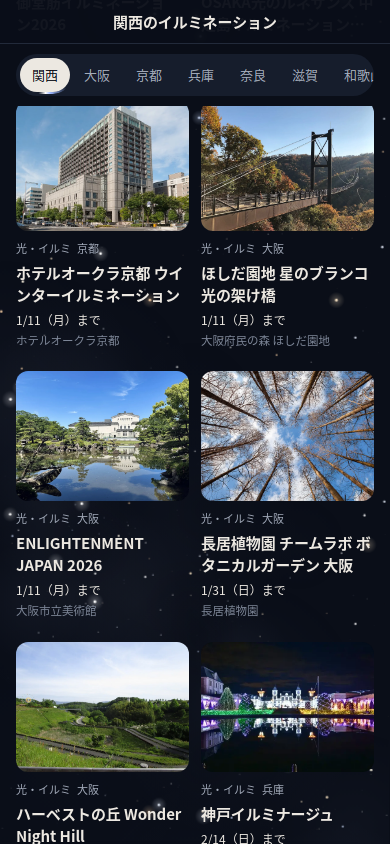 関西のイルミネーション
関西
大阪
京都
兵庫
奈良
滋賀
光・イルミ 京都
ホテルオークラ京都 ウイ
ンターイルミネーション
1/11（月）まで
ホテルオークラ京都
光・イルミ 大阪
ほしだ園地 星のブランコ
光の架け橋
1/11（月）まで
大阪府民の森 ほしだ園地
光・イルミ 大阪
ENLIGHTENMENT
JAPAN 2026
1/11（月）まで
大阪市立美術館
光・イルミ 大阪
長居植物園 チームラボ ボ
タニカルガーデン 大阪
1/31（日）まで
長居植物園
光・イルミ 大阪
ハーベストの丘 Wonder
Night Hill
光・イルミ 兵庫
神戸イルミナージュ
2/14（日）まで